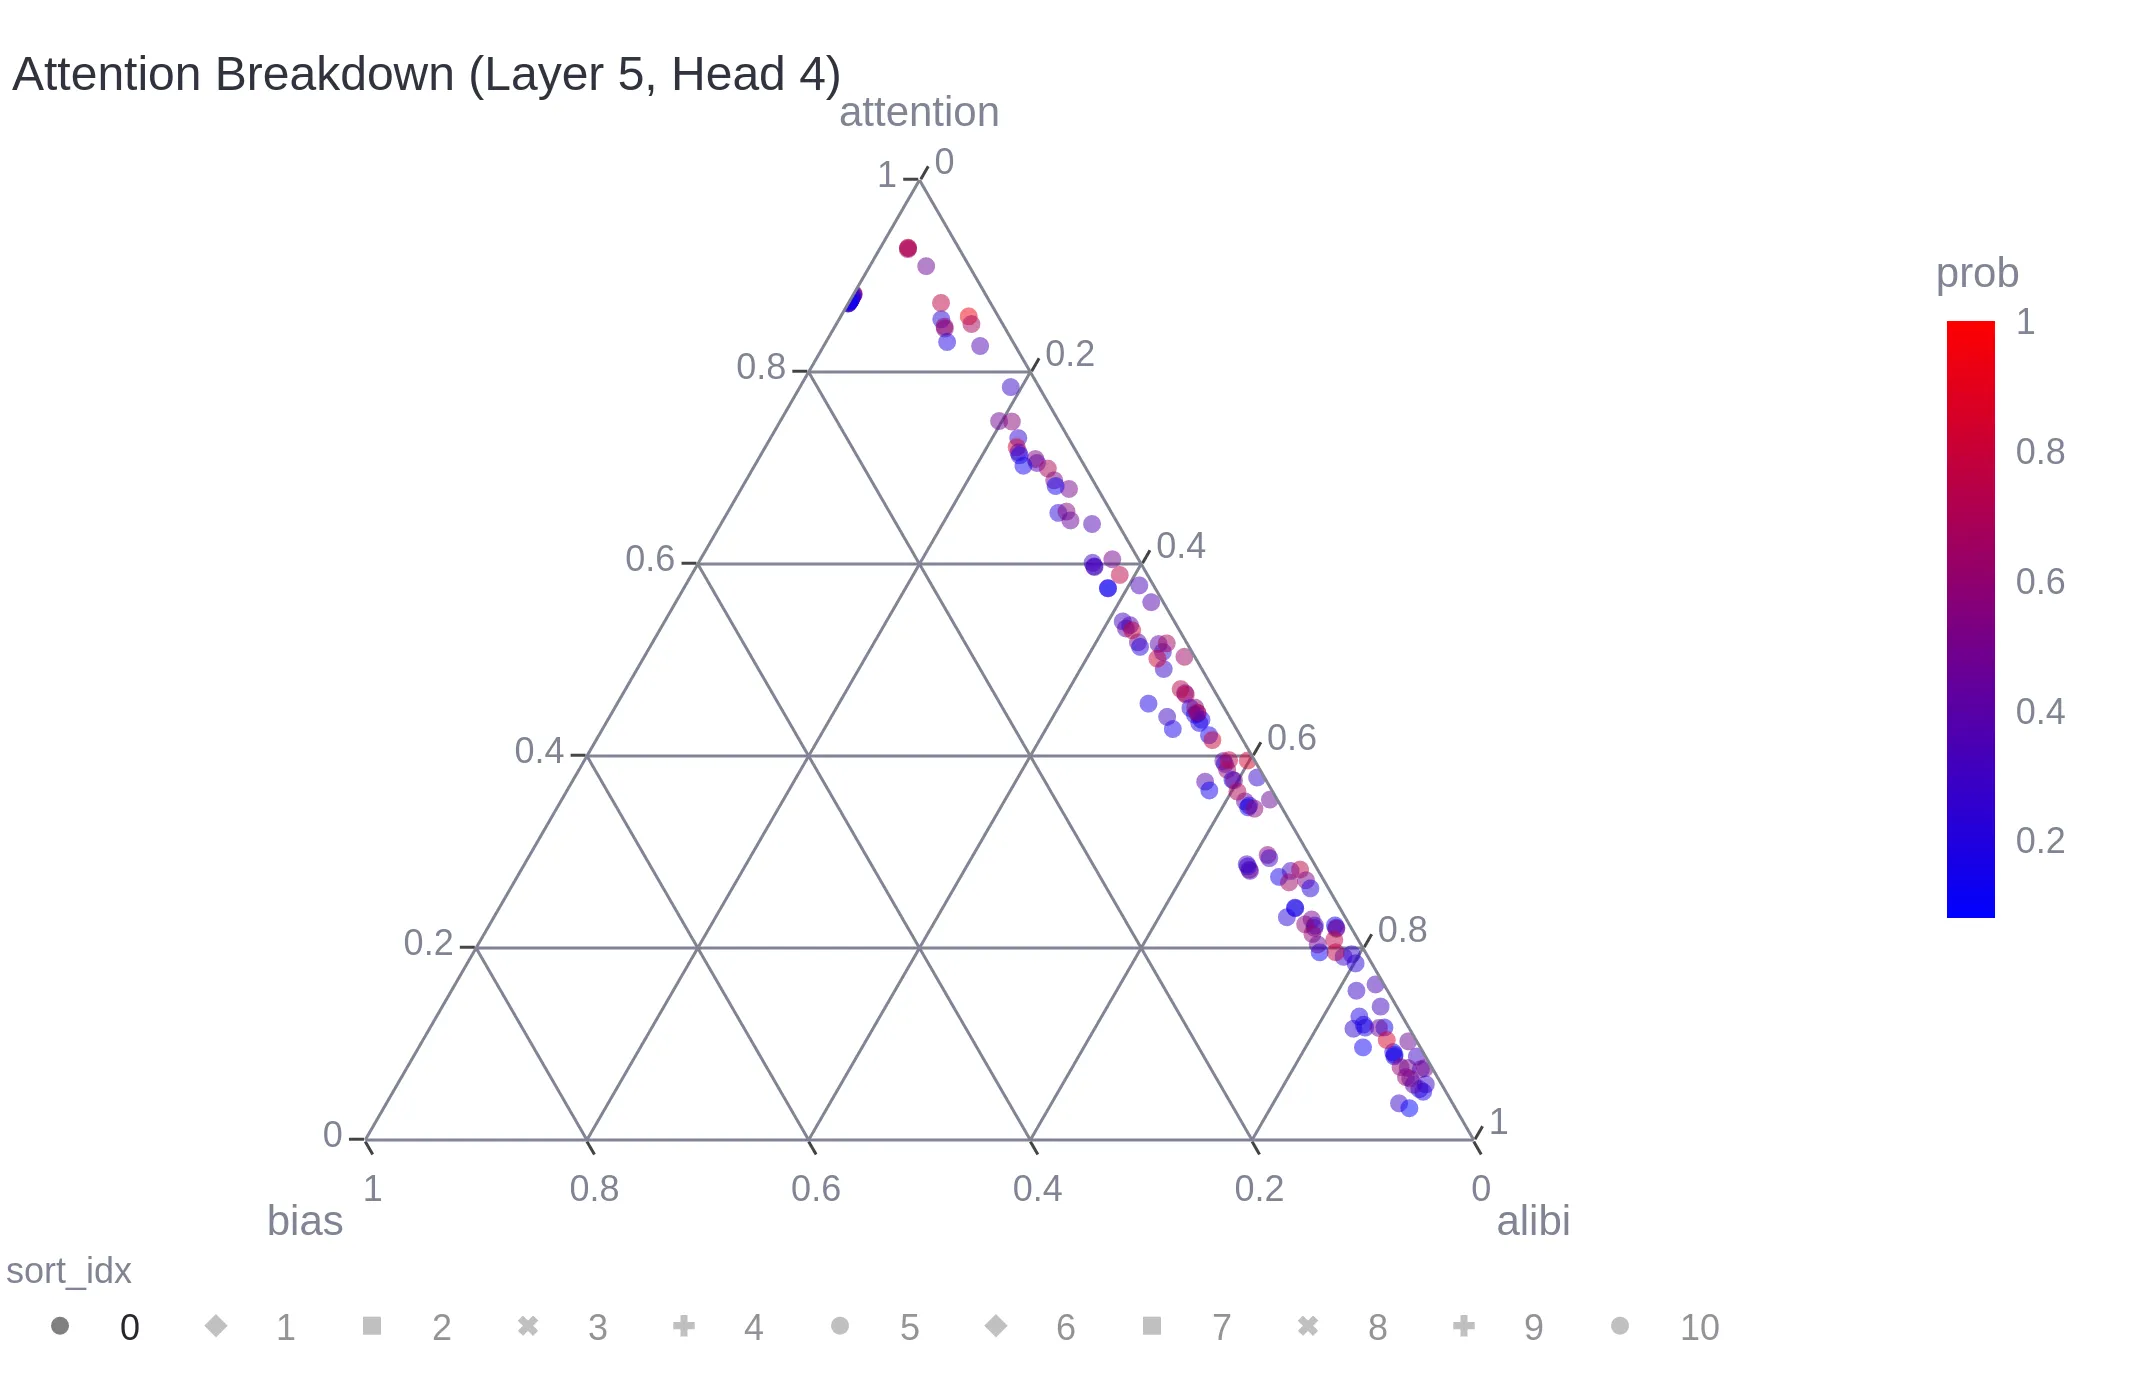 Attention Breakdown (Layer 5, Head 4)
attention
1 0
prob
1
0.8 0.2
0.8
0.6 0.4
0.6
0.4 0.6
0.4
0.2
0.2 0.8
0 1
1 0.8 0.6 0.4 0.2 0
bias alibi
sort_idx
0 1 2 3 4 5 6 7 8 9 10